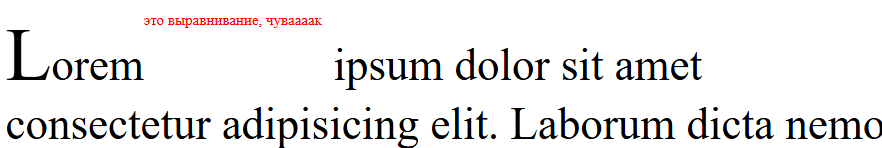 это выравнивание, чуваааак
Lorem ipsum dolor sit amet
consectetur adipisicing elit. Laborum dicta nemo